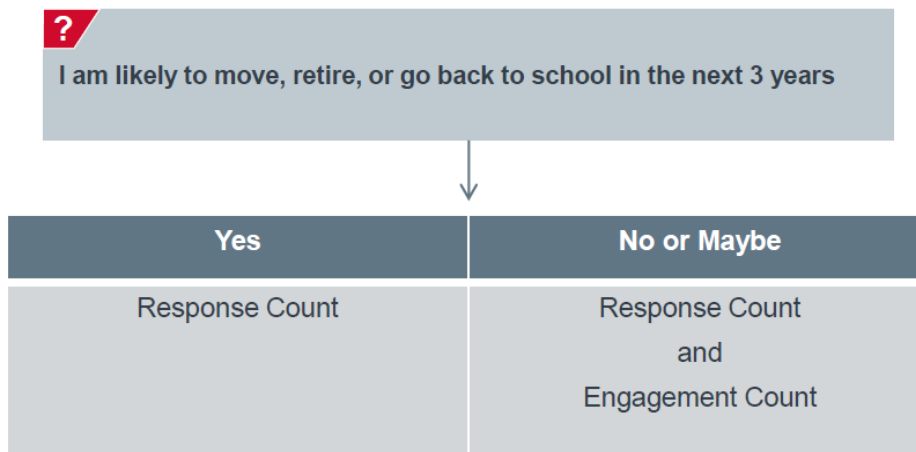 ?
I am likely to move, retire, or go back to school in the next 3 years
Yes
No or Maybe
Response Count
Response Count
and
Engagement Count